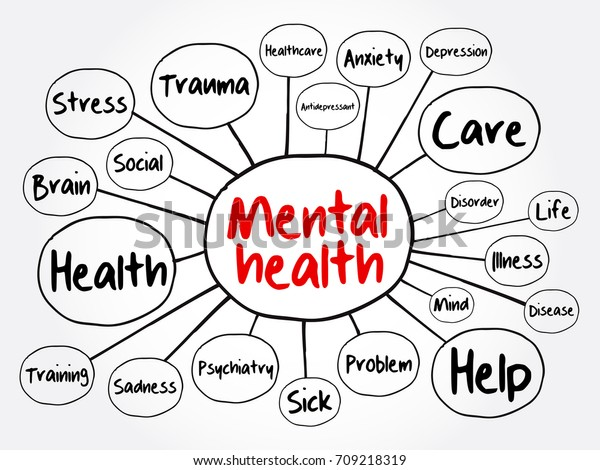 Healthcare
Anxiety
Depression
Trauma
Stress
Antidepressant
Care
Social
Brain
Disorder
Life
Mental
health
Health
Illness
Mind
Disease
Training
Sadness
Psychiatry
Sick
Problem
Help
shutterstock.com · 709218319